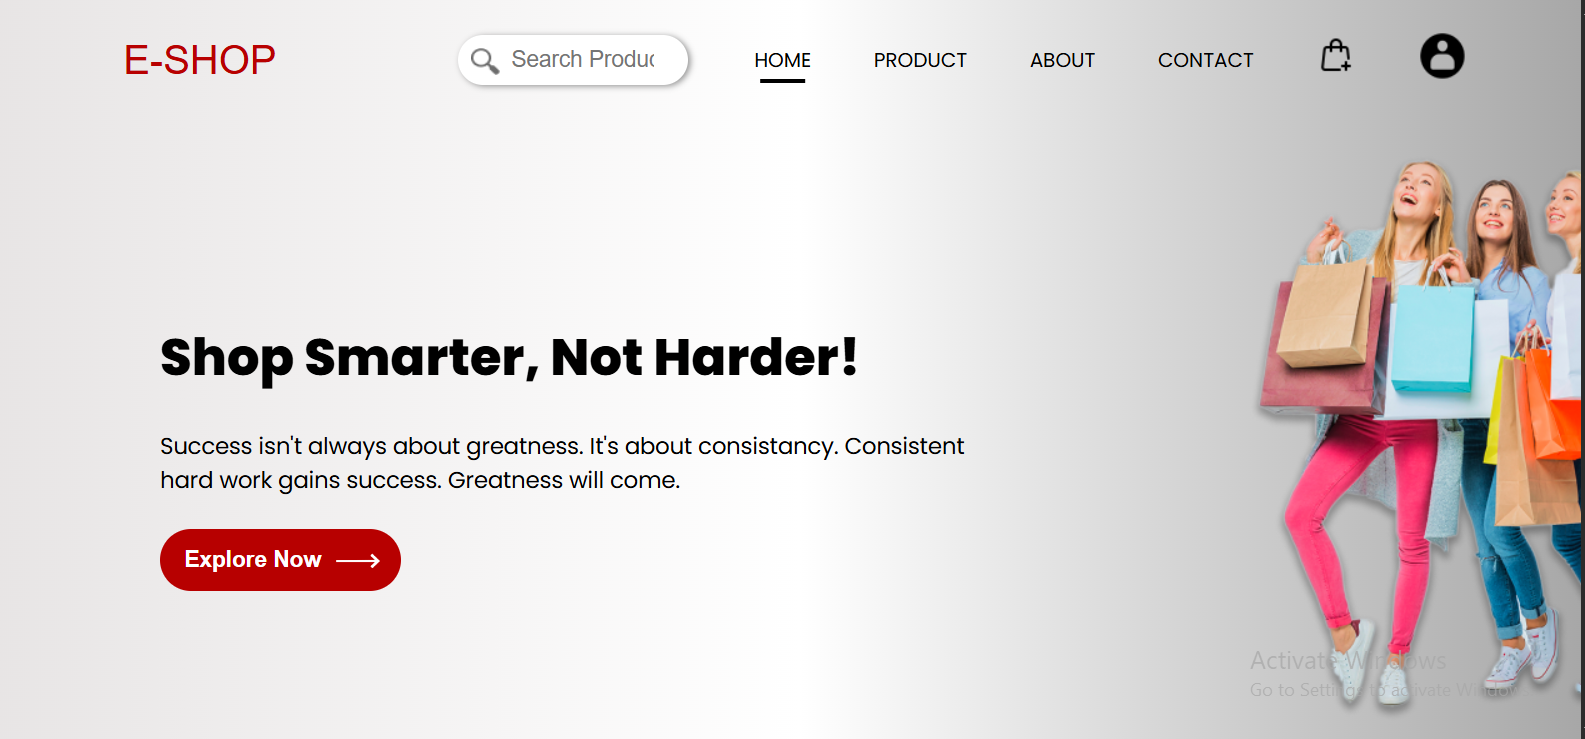 E-SHOP
Search Produc
HOME
PRODUCT
ABOUT
CONTACT
Shop Smarter, Not Harder!
Success isn't always about greatness. It's about consistancy. Consistent
hard work gains success. Greatness will come.
Explore Now
Activate Windows
Go to Settings to activate Windows